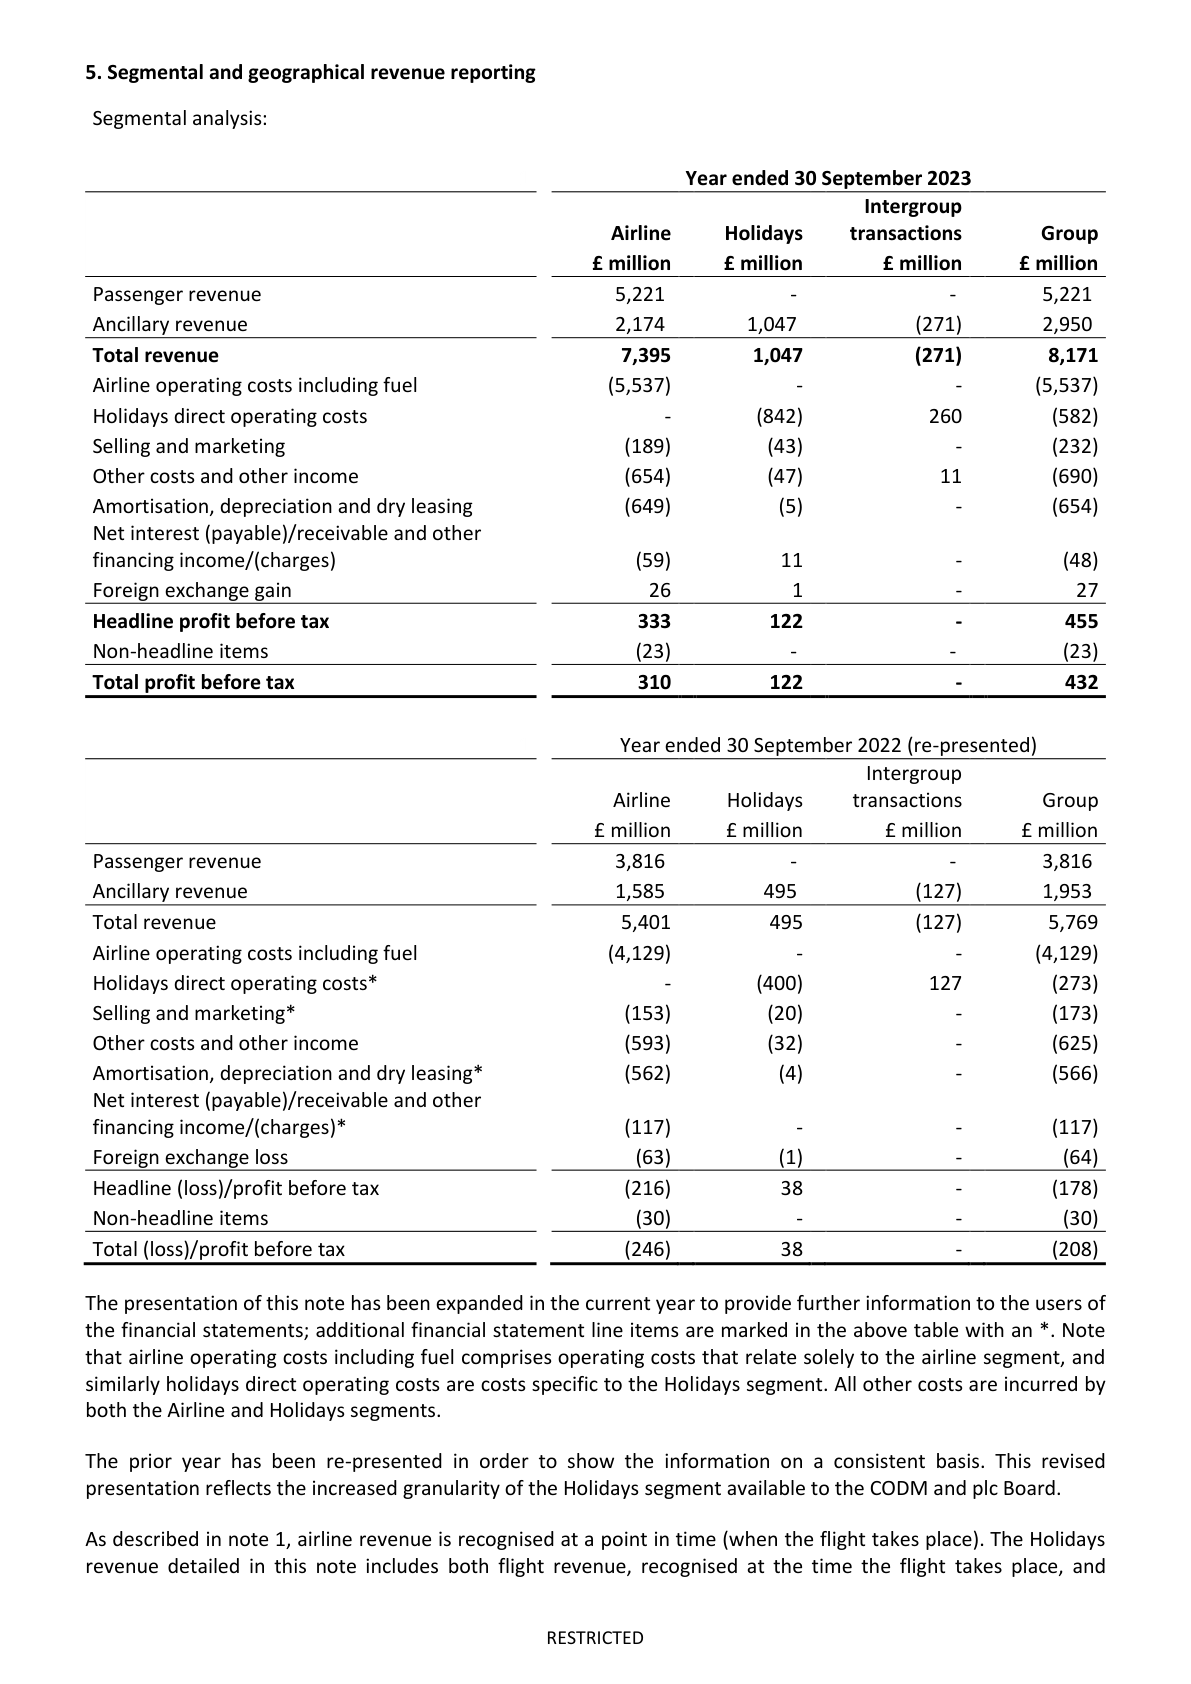 5. Segmental and geographical revenue reporting
Segmental analysis:
Year ended 30 September 2023
Intergroup
Airline Holidays transactions Group
£ million £ million £ million £ million
Passenger revenue 5,221 - - 5,221
Ancillary revenue 2,174 1,047 (271) 2,950
Total revenue 7,395 1,047 (271) 8,171
Airline operating costs including fuel (5,537) - - (5,537)
Holidays direct operating costs - (842) 260 (582)
Selling and marketing (189) (43) - (232)
Other costs and other income (654) (47) 11 (690)
Amortisation, depreciation and dry leasing (649) (5) - (654)
Net interest (payable)/receivable and other
financing income/(charges) (59) 11 - (48)
Foreign exchange gain 26 1 - 27
Headline profit before tax 333 122 - 455
Non-headline items (23) - - (23)
Total profit before tax 310 122 - 432
Year ended 30 September 2022 (re-presented)
Intergroup
Airline Holidays transactions Group
£ million £ million £ million £ million
Passenger revenue 3,816 - - 3,816
Ancillary revenue 1,585 495 (127) 1,953
Total revenue 5,401 495 (127) 5,769
Airline operating costs including fuel (4,129) - - (4,129)
Holidays direct operating costs* - (400) 127 (273)
Selling and marketing* (153) (20) - (173)
Other costs and other income (593) (32) - (625)
Amortisation, depreciation and dry leasing* (562) (4) - (566)
Net interest (payable)/receivable and other
financing income/(charges)* (117) - - (117)
Foreign exchange loss (63) (1) - (64)
Headline (loss)/profit before tax (216) 38 - (178)
Non-headline items (30) - - (30)
Total (loss)/profit before tax (246) 38 - (208)
The presentation of this note has been expanded in the current year to provide further information to the users of
the financial statements; additional financial statement line items are marked in the above table with an *. Note
that airline operating costs including fuel comprises operating costs that relate solely to the airline segment, and
similarly holidays direct operating costs are costs specific to the Holidays segment. All other costs are incurred by
both the Airline and Holidays segments.
The prior year has been re-presented in order to show the information on a consistent basis. This revised
presentation reflects the increased granularity of the Holidays segment available to the CODM and plc Board.
As described in note 1, airline revenue is recognised at a point in time (when the flight takes place). The Holidays
revenue detailed in this note includes both flight revenue, recognised at the time the flight takes place, and
RESTRICTED